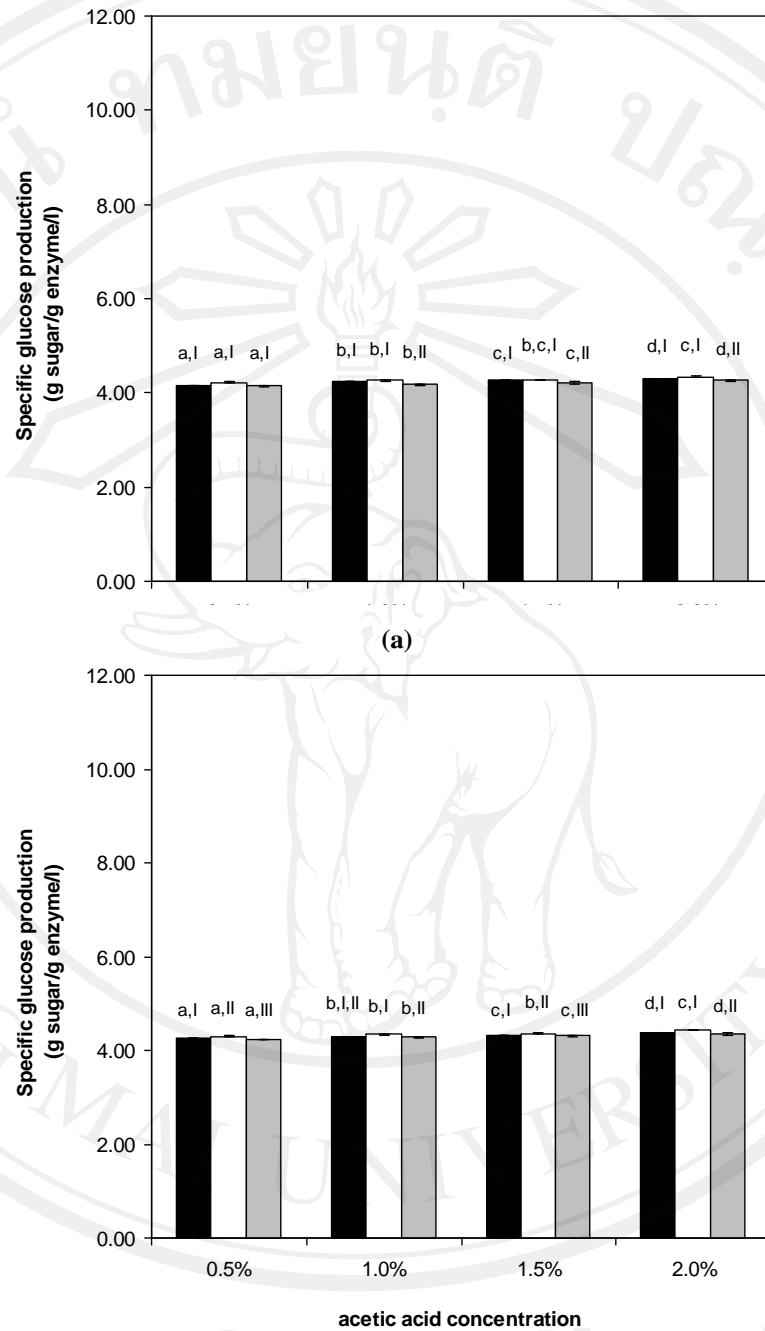 12.00
10.00
8.00
6.00
4.00
2.00
0.00
Specific glucose production
(g sugar/g enzyme/l)
a,I a,I a,I b,I b,I b,II c,I b,c,I c,II d,I c,I d,II
(a)
12.00
10.00
8.00
6.00
4.00
2.00
0.00
Specific glucose production
(g sugar/g enzyme/l)
a,I a,II a,III b,I,II b,I b,II c,I b,II c,III d,I c,I d,II
0.5% 1.0% 1.5% 2.0%
acetic acid concentration
MAI UNIVERSITY